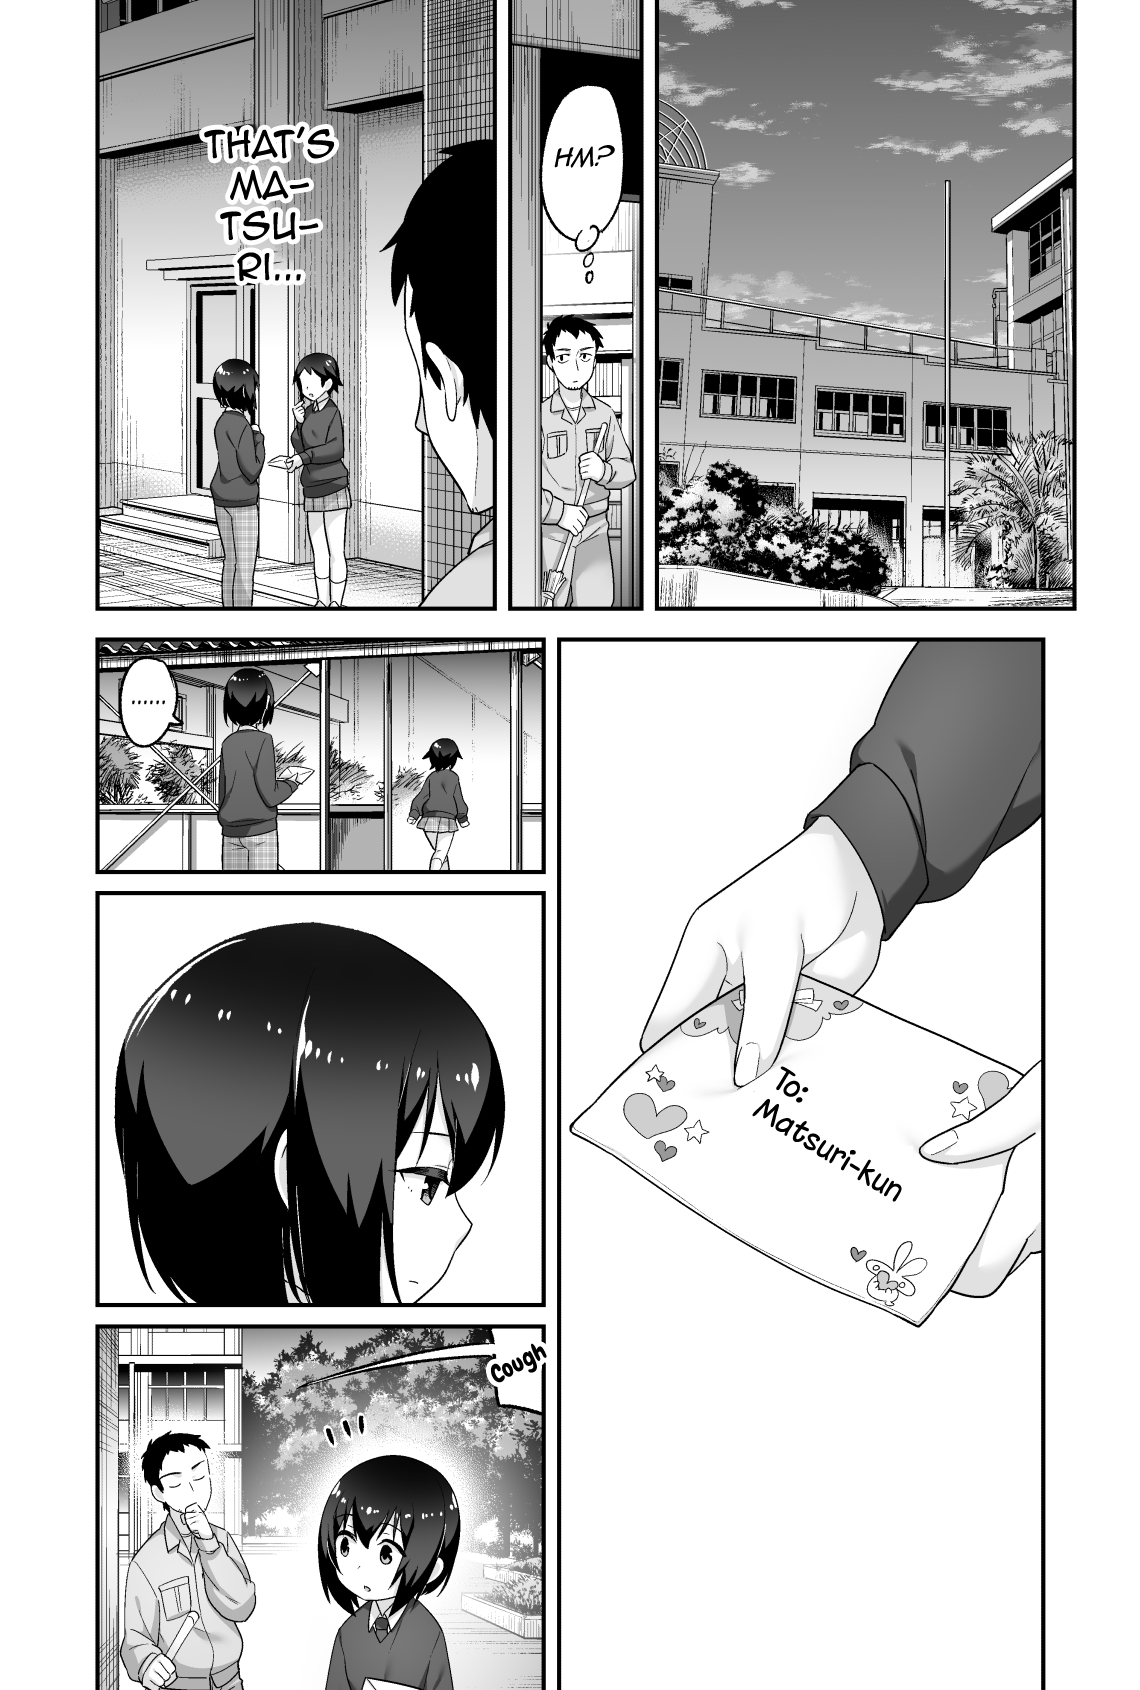 HM?
THAT'S
MA-
TSU-
RI...
To:
Matsuri-kun
......
Cough